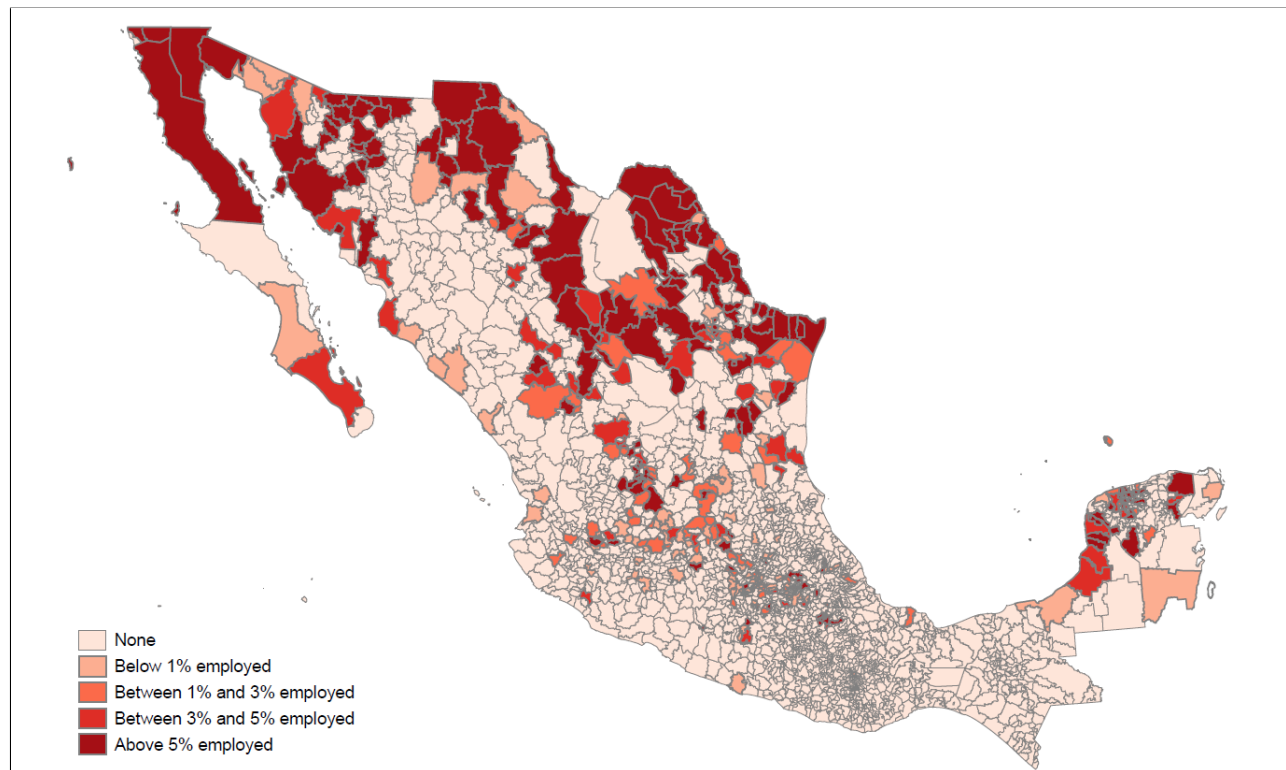 None
Below 1% employed
Between 1% and 3% employed
Between 3% and 5% employed
Above 5% employed